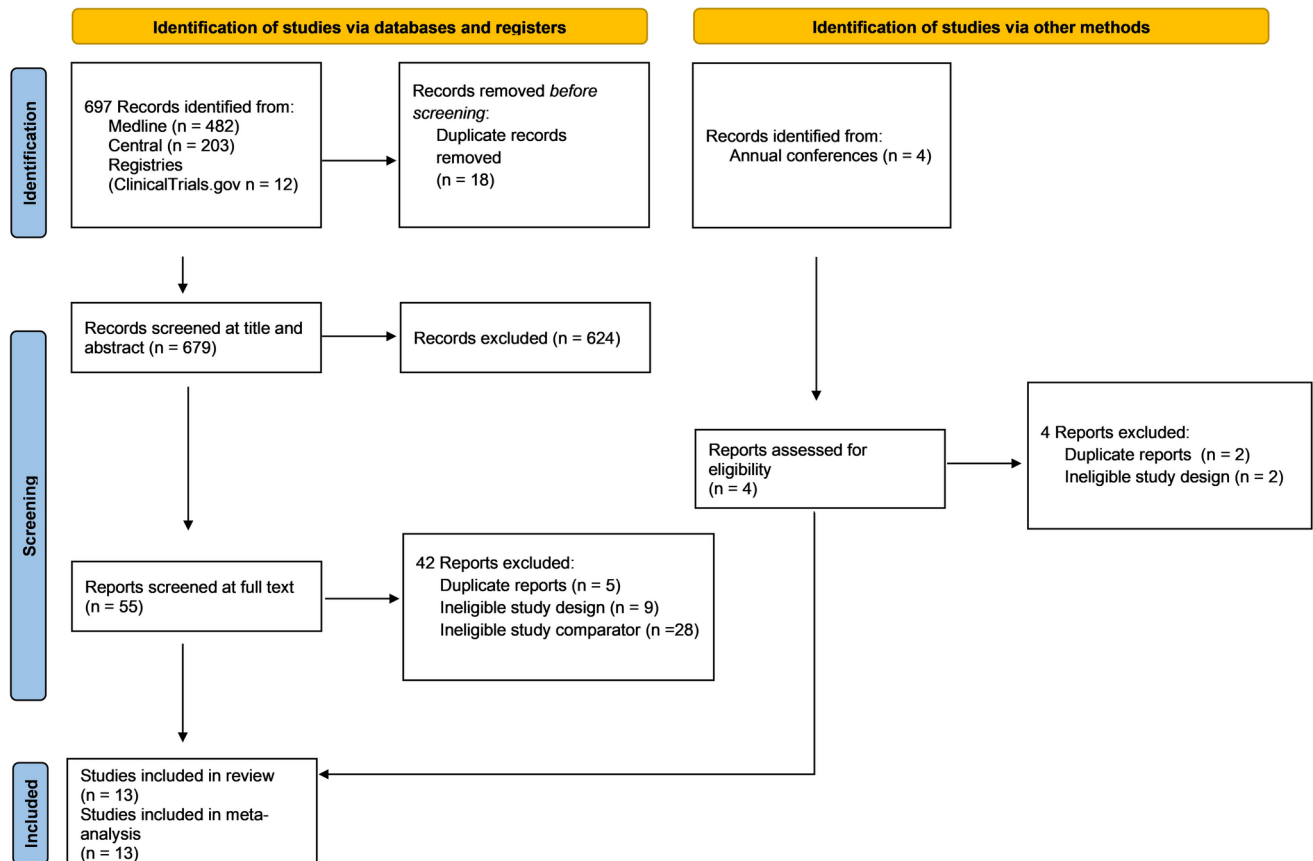 Identification of studies via databases and registers
Identification of studies via other methods
Identification
697 Records identified from:
Medline (n = 482)
Central (n = 203)
Registries
(ClinicalTrials.gov n = 12)
Records removed before
screening:
Duplicate records
removed
(n = 18)
Records identified from:
Annual conferences (n = 4)
Screening
Records screened at title and
abstract (n = 679)
Records excluded (n = 624)
Reports assessed for
eligibility
(n = 4)
4 Reports excluded:
Duplicate reports (n = 2)
Ineligible study design (n = 2)
Reports screened at full text
(n = 55)
42 Reports excluded:
Duplicate reports (n = 5)
Ineligible study design (n = 9)
Ineligible study comparator (n =28)
Included
Studies included in review
(n = 13)
Studies included in meta-
analysis
(n = 13)